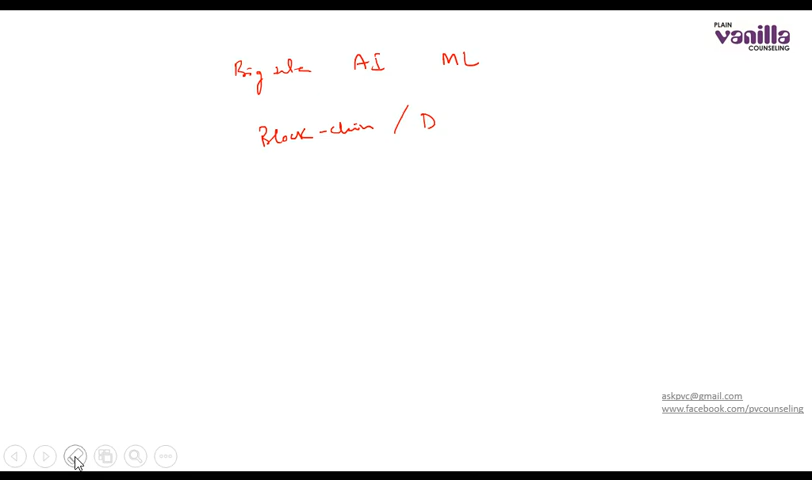 PLAIN
vanilla
COUNSELING
Big data AI ML
Block-chain / D
askpvc@gmail.com
www.facebook.com/pvcounseling